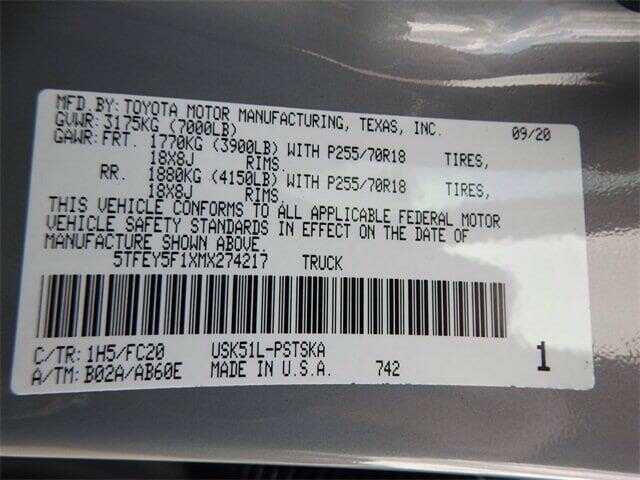 MFD.BY: TOYOTA MOTOR MANUFACTURING, TEXAS, INC.
GVWR: 3175KG (7000LB) 09/20
GAWR: FRT. 1770KG (3900LB) WITH P255/70R18 TIRES,
18X8J RIMS.
RR. 1880KG (4150LB) WITH P255/70R18 TIRES,
18X8J RIMS.
THIS VEHICLE CONFORMS TO ALL APPLICABLE FEDERAL MOTOR
VEHICLE SAFETY STANDARDS IN EFFECT ON THE DATE OF
MANUFACTURE SHOWN ABOVE.
5TFEY5F1XMX274217 TRUCK
C/TR: 1H5/FC20 USK51L-PSTSKA
A/TM: B02A/AB60E MADE IN U.S.A. 742 1